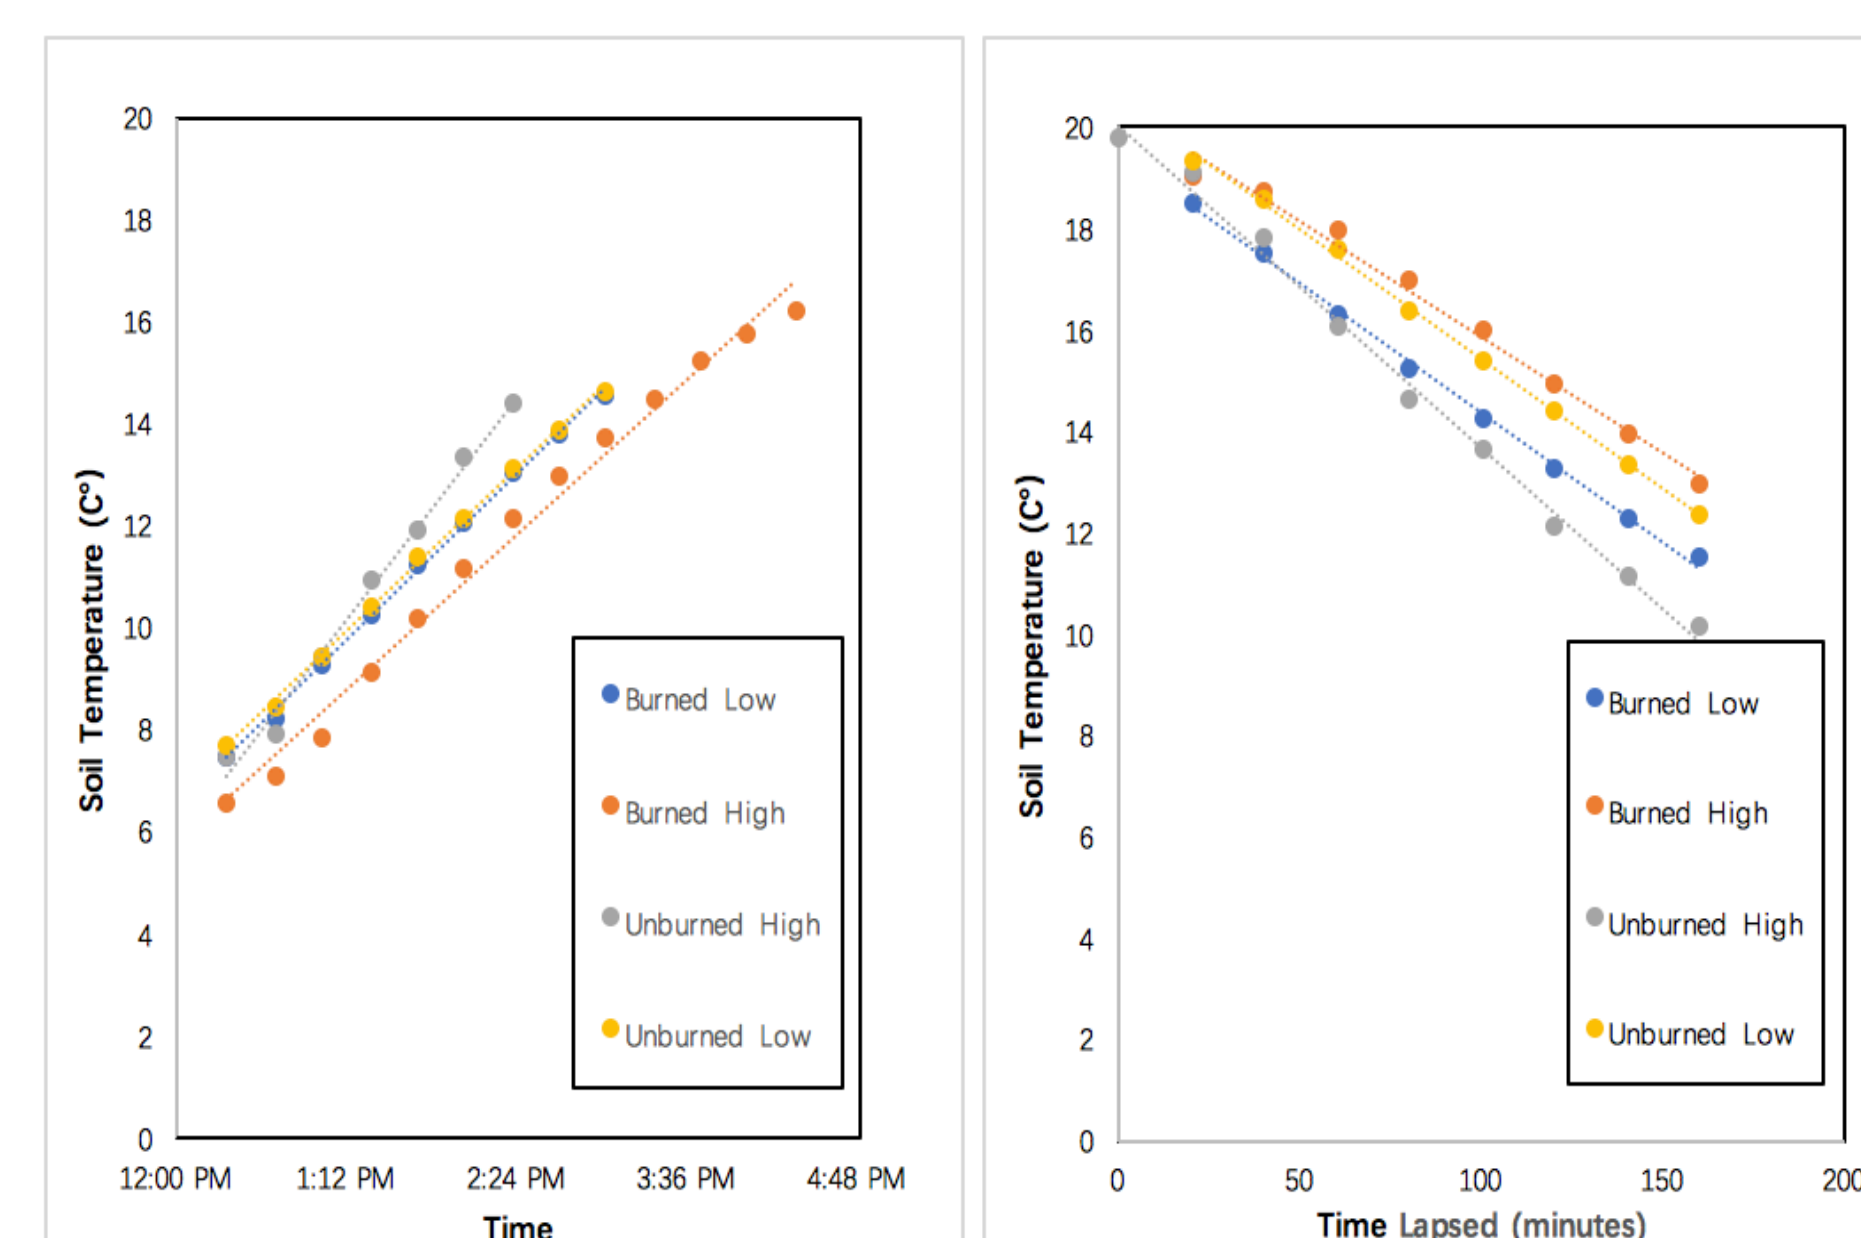 20
18
16
14
12
10
8
6
4
2
0
Soil Temperature (C°)
12:00 PM 1:12 PM 2:24 PM 3:36 PM 4:48 PM
Time
Burned Low
Burned High
Unburned High
Unburned Low
20
18
16
14
12
10
8
6
4
2
0
Soil Temperature (C°)
0 50 100 150 200
Time Lapsed (minutes)
Burned Low
Burned High
Unburned High
Unburned Low